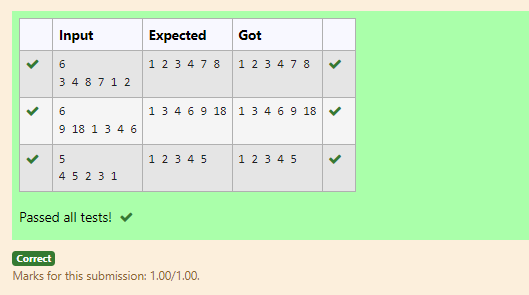 Input Expected Got
6 1 2 3 4 7 8 1 2 3 4 7 8
3 4 8 7 1 2
6 1 3 4 6 9 18 1 3 4 6 9 18
9 18 1 3 4 6
5 1 2 3 4 5 1 2 3 4 5
4 5 2 3 1
Passed all tests!
Correct
Marks for this submission: 1.00/1.00.